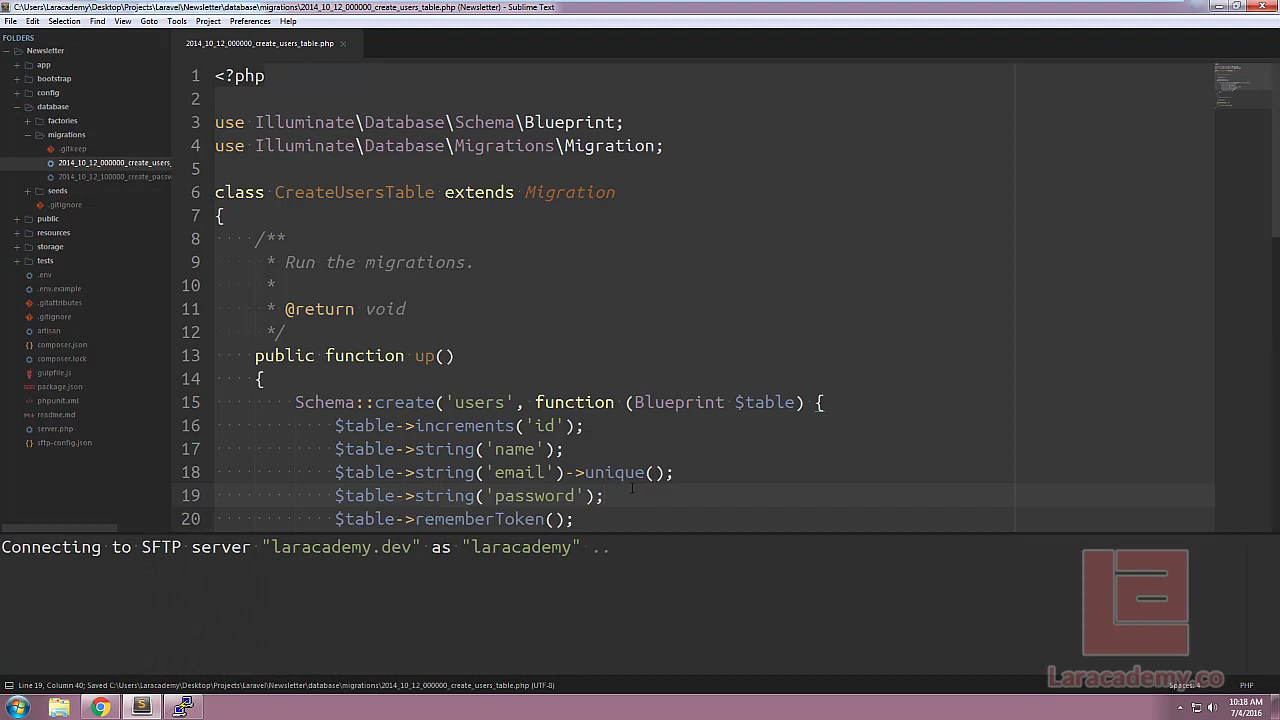 C:\Users\Laracademy\Desktop\Projects\Laravel\Newsletter\database\migrations\2014_10_12_000000_create_users_table.php (Newsletter) - Sublime Text
File Edit Selection Find View Goto Tools Project Preferences Help
FOLDERS
Newsletter
app
bootstrap
config
database
factories
migrations
.gitkeep
2014_10_12_000000_create_users_
2014_10_12_100000_create_passw
seeds
.gitignore
public
resources
storage
tests
.env
.env.example
.gitattributes
.gitignore
artisan
composer.json
composer.lock
gulpfile.js
package.json
phpunit.xml
readme.md
server.php
sftp-config.json
2014_10_12_000000_create_users_table.php ×
1 <?php
2
3 use Illuminate\Database\Schema\Blueprint;
4 use Illuminate\Database\Migrations\Migration;
5
6 class CreateUsersTable extends Migration
7 {
8 /**
9 * Run the migrations.
10 *
11 * @return void
12 */
13 public function up()
14 {
15 Schema::create('users', function (Blueprint $table) {
16 $table->increments('id');
17 $table->string('name');
18 $table->string('email')->unique();
19 $table->string('password');
20 $table->rememberToken();
Connecting to SFTP server "laracademy.dev" as "laracademy" ..
LA
Laracademy.co
Line 19, Column 40; Saved C:\Users\Laracademy\Desktop\Projects\Laravel\Newsletter\database\migrations\2014_10_12_000000_create_users_table.php (UTF-8)
Spaces: 4
PHP
10:18 AM
7/4/2016